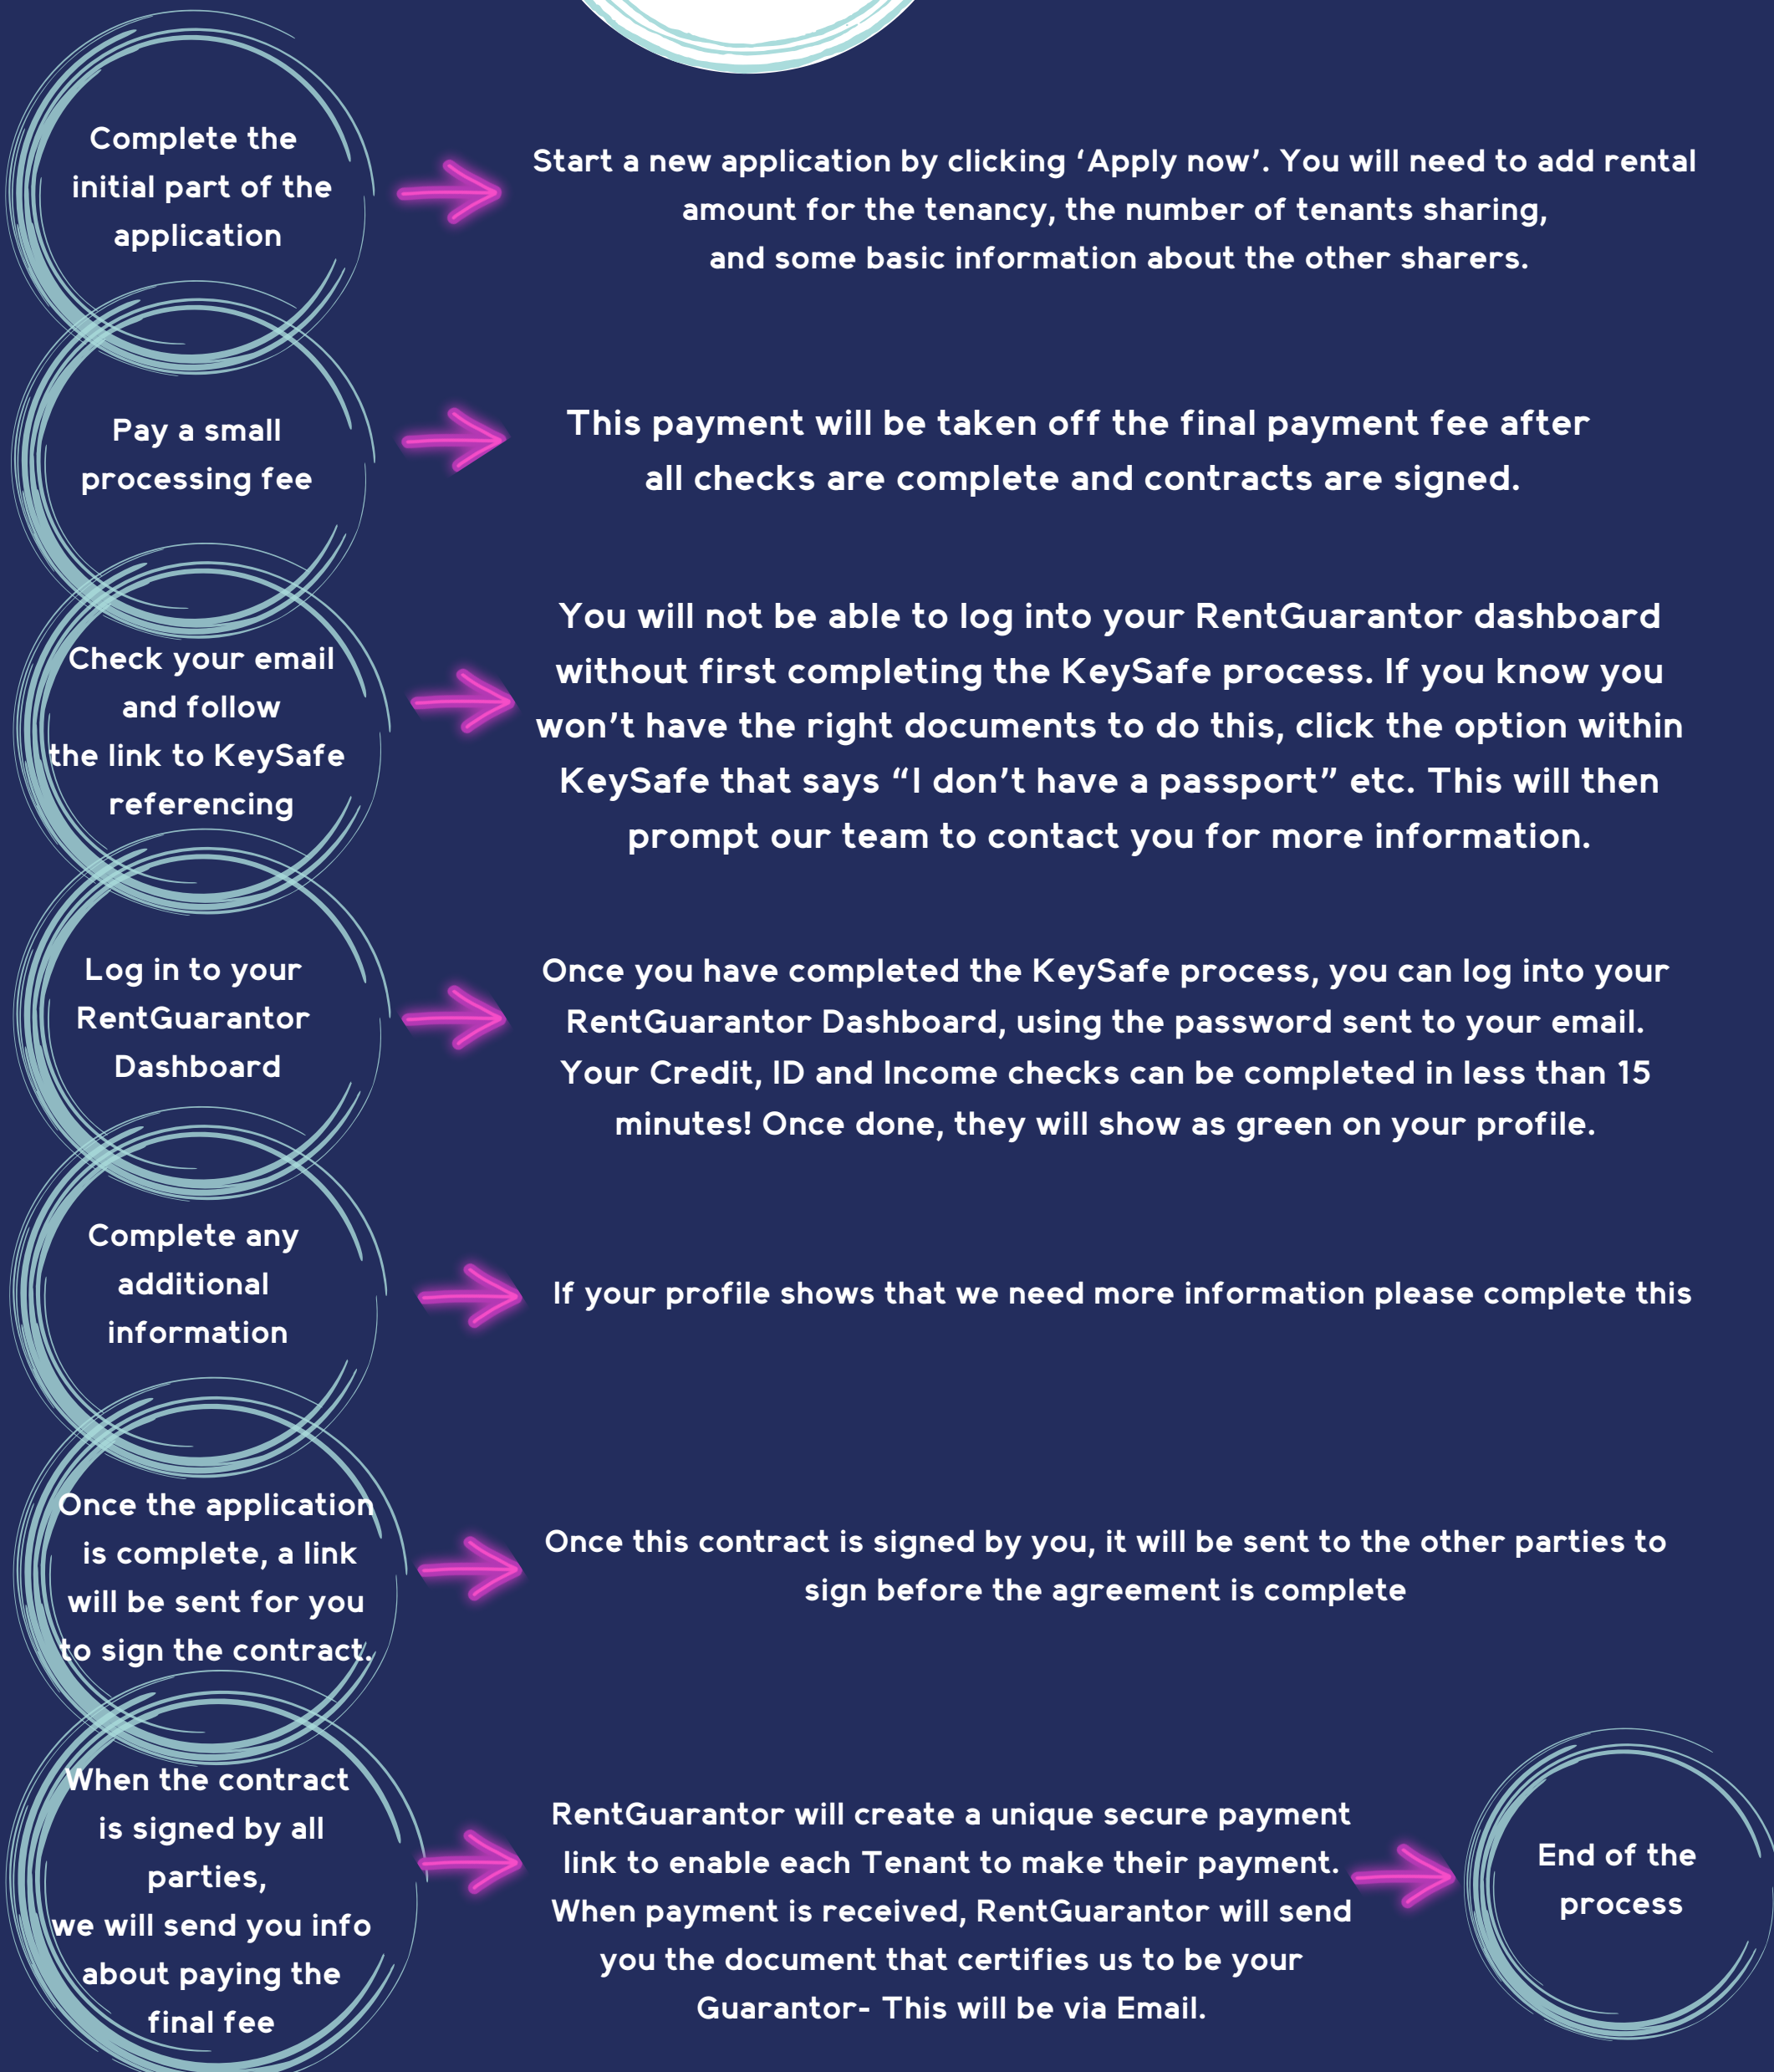 Complete the
initial part of the
application
Start a new application by clicking ‘Apply now’. You will need to add rental
amount for the tenancy, the number of tenants sharing,
and some basic information about the other sharers.
Pay a small
processing fee
This payment will be taken off the final payment fee after
all checks are complete and contracts are signed.
Check your email
and follow
the link to KeySafe
referencing
You will not be able to log into your RentGuarantor dashboard
without first completing the KeySafe process. If you know you
won’t have the right documents to do this, click the option within
KeySafe that says “I don’t have a passport” etc. This will then
prompt our team to contact you for more information.
Log in to your
RentGuarantor
Dashboard
Once you have completed the KeySafe process, you can log into your
RentGuarantor Dashboard, using the password sent to your email.
Your Credit, ID and Income checks can be completed in less than 15
minutes! Once done, they will show as green on your profile.
Complete any
additional
information
If your profile shows that we need more information please complete this
Once the application
is complete, a link
will be sent for you
to sign the contract.
Once this contract is signed by you, it will be sent to the other parties to
sign before the agreement is complete
When the contract
is signed by all
parties,
we will send you info
about paying the
final fee
RentGuarantor will create a unique secure payment
link to enable each Tenant to make their payment.
When payment is received, RentGuarantor will send
you the document that certifies us to be your
Guarantor- This will be via Email.
End of the
process